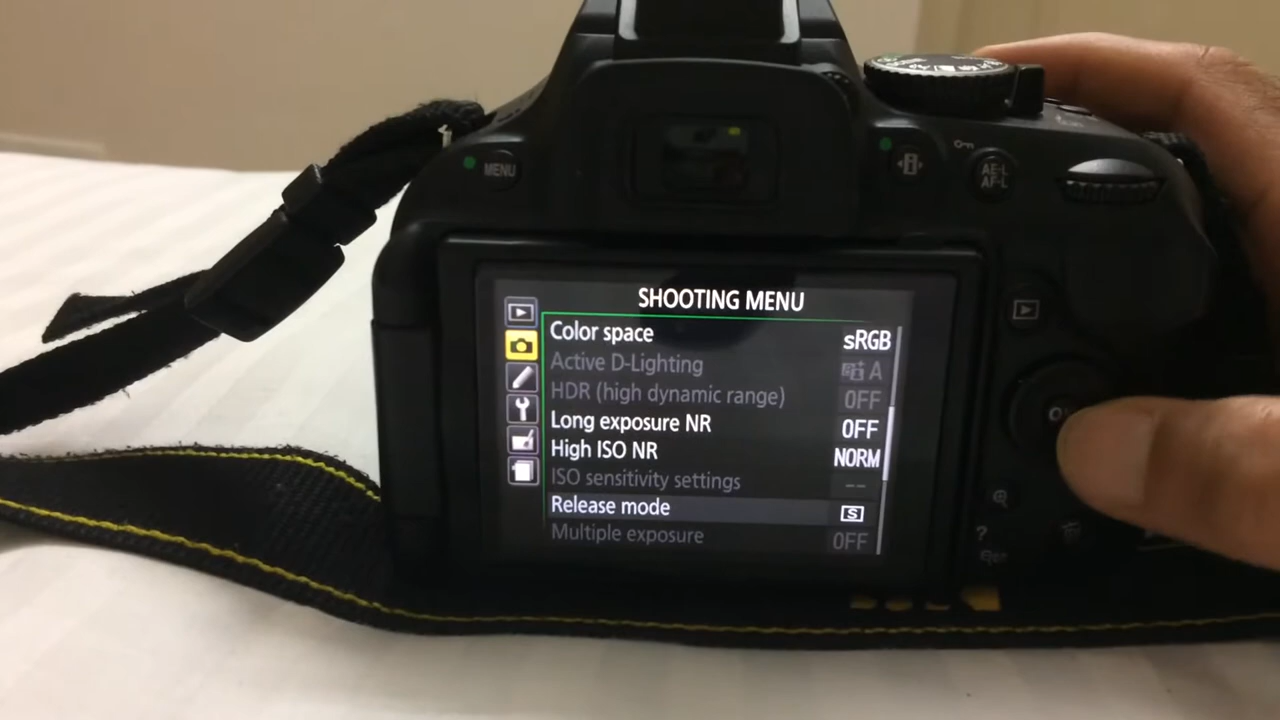 MENU
AE-L
AF-L
SHOOTING MENU
Color space sRGB
Active D-Lighting A
HDR (high dynamic range) OFF
Long exposure NR OFF
High ISO NR NORM
ISO sensitivity settings --
Release mode S
Multiple exposure OFF
?